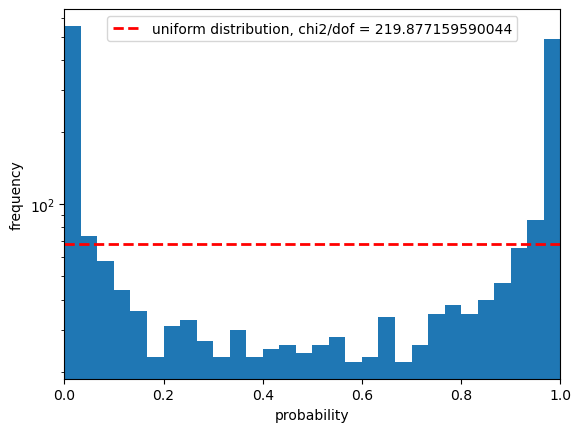 uniform distribution, chi2/dof = 219.877159590044
frequency
10²
0.0 0.2 0.4 0.6 0.8 1.0
probability